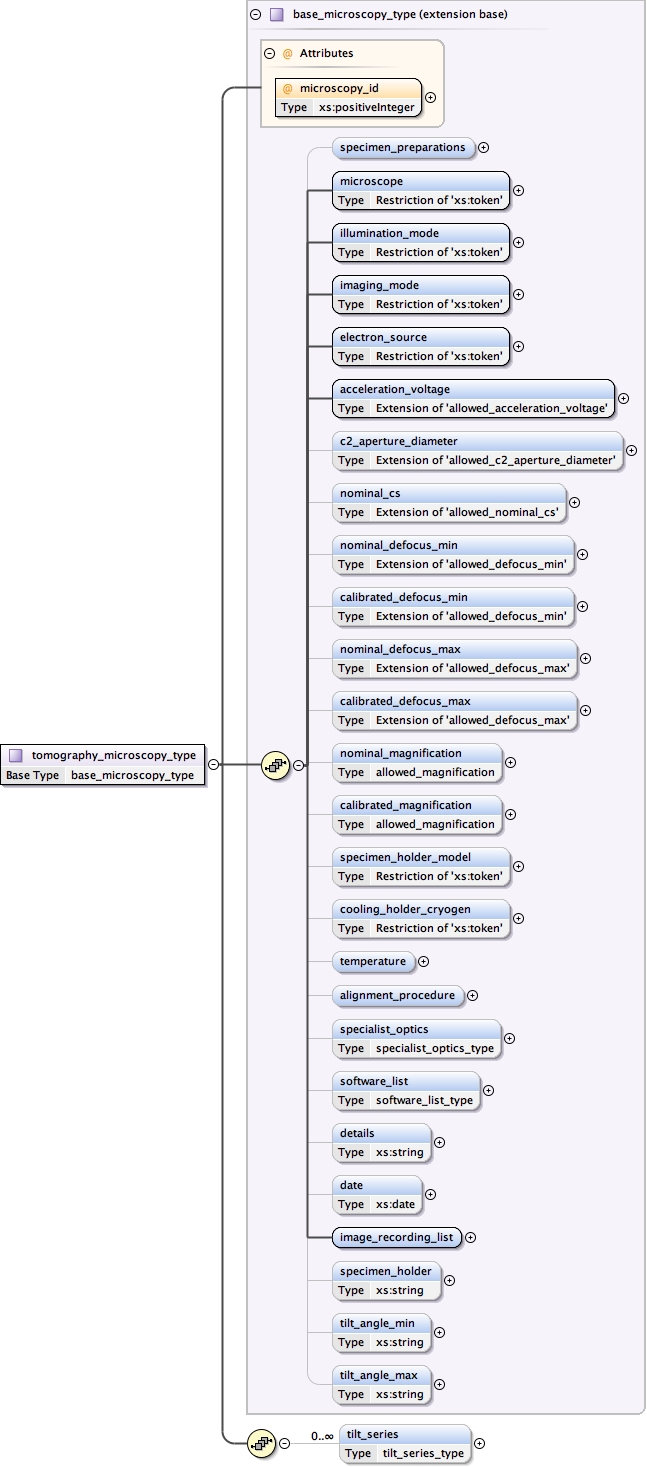 base_microscopy_type (extension base)
@ Attributes
@ microscopy_id
Type xs:positiveInteger
specimen_preparations
microscope
Type Restriction of 'xs:token'
illumination_mode
Type Restriction of 'xs:token'
imaging_mode
Type Restriction of 'xs:token'
electron_source
Type Restriction of 'xs:token'
acceleration_voltage
Type Extension of 'allowed_acceleration_voltage'
c2_aperture_diameter
Type Extension of 'allowed_c2_aperture_diameter'
nominal_cs
Type Extension of 'allowed_nominal_cs'
nominal_defocus_min
Type Extension of 'allowed_defocus_min'
calibrated_defocus_min
Type Extension of 'allowed_defocus_min'
nominal_defocus_max
Type Extension of 'allowed_defocus_max'
calibrated_defocus_max
Type Extension of 'allowed_defocus_max'
tomography_microscopy_type
Base Type base_microscopy_type
nominal_magnification
Type allowed_magnification
calibrated_magnification
Type allowed_magnification
specimen_holder_model
Type Restriction of 'xs:token'
cooling_holder_cryogen
Type Restriction of 'xs:token'
temperature
alignment_procedure
specialist_optics
Type specialist_optics_type
software_list
Type software_list_type
details
Type xs:string
date
Type xs:date
image_recording_list
specimen_holder
Type xs:string
tilt_angle_min
Type xs:string
tilt_angle_max
Type xs:string
0..∞
tilt_series
Type tilt_series_type